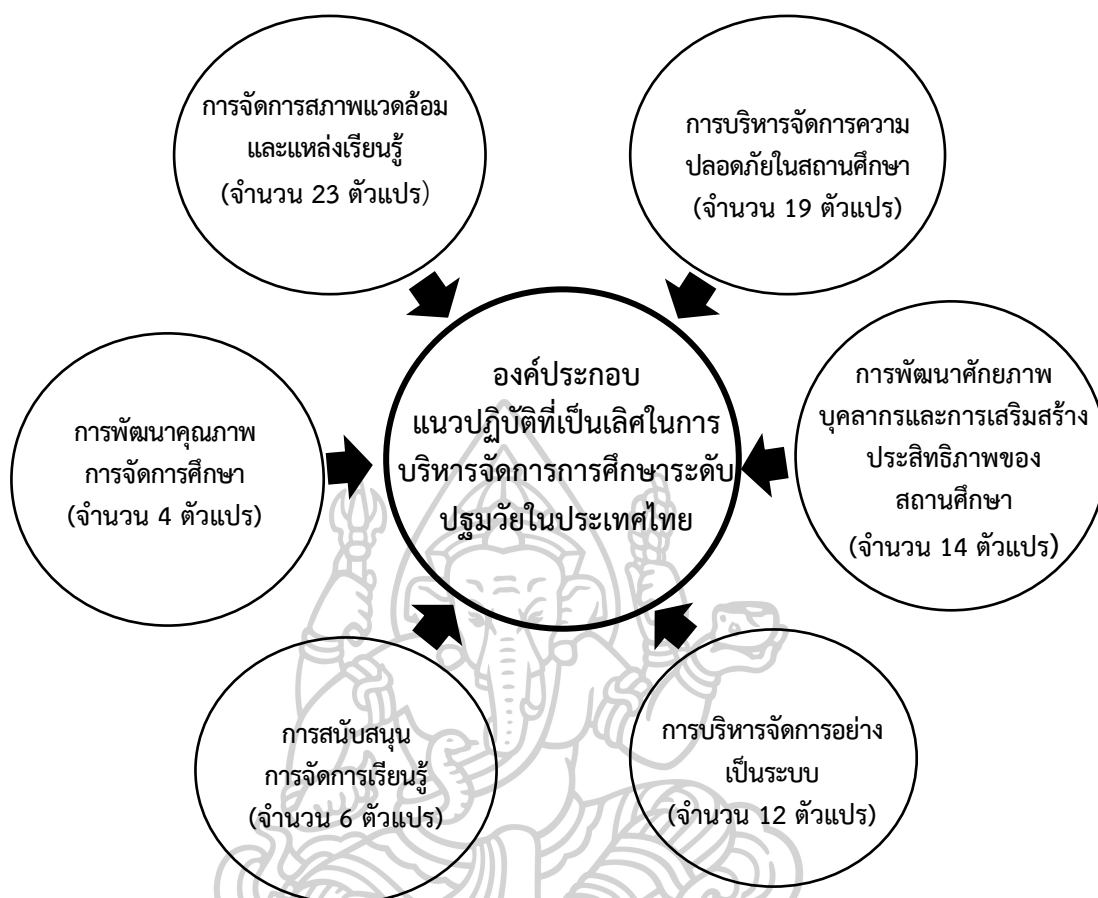 การจัดการสภาพแวดล้อม
และแหล่งเรียนรู้
(จำนวน 23 ตัวแปร)
การบริหารจัดการความ
ปลอดภัยในสถานศึกษา
(จำนวน 19 ตัวแปร)
องค์ประกอบ
แนวปฏิบัติที่เป็นเลิศในการ
บริหารจัดการการศึกษาระดับ
ปฐมวัยในประเทศไทย
การพัฒนาศักยภาพ
บุคลากรและการเสริมสร้าง
ประสิทธิภาพของ
สถานศึกษา
(จำนวน 14 ตัวแปร)
การพัฒนาคุณภาพ
การจัดการศึกษา
(จำนวน 4 ตัวแปร)
การสนับสนุน
การจัดการเรียนรู้
(จำนวน 6 ตัวแปร)
การบริหารจัดการอย่าง
เป็นระบบ
(จำนวน 12 ตัวแปร)